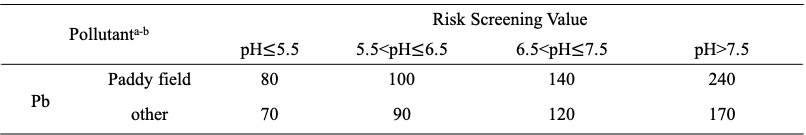 Pollutantᵃ⁻ᵇ Risk Screening Value
pH≤5.5 5.5<pH≤6.5 6.5<pH≤7.5 pH>7.5
Pb Paddy field 80 100 140 240
other 70 90 120 170